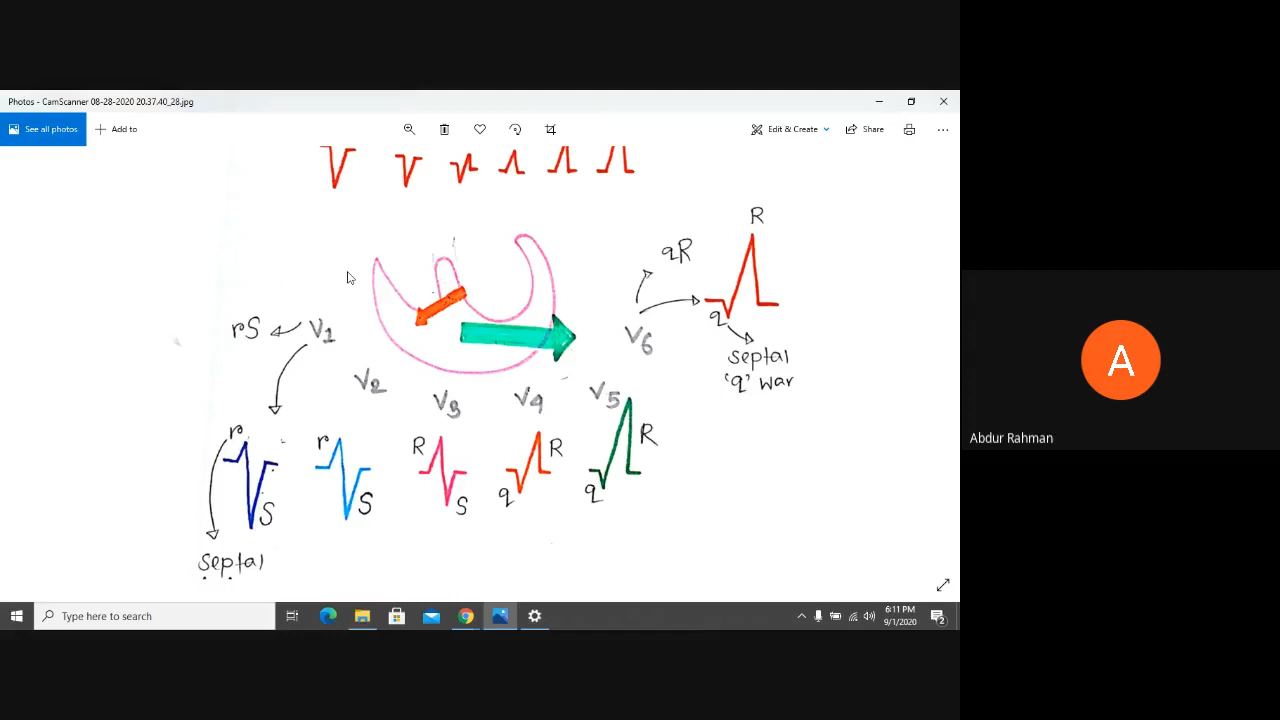 Photos - CamScanner 08-28-2020 20.37.40_28.jpg
See all photos
Add to
Edit & Create
Share
R
qR
q
V6
septal
'q' wav
rS
V1
V2
V3
V4
V5
r
S
r
S
R
S
R
q
R
q
septal
A
Abdur Rahman
Type here to search
6:11 PM
9/1/2020
2